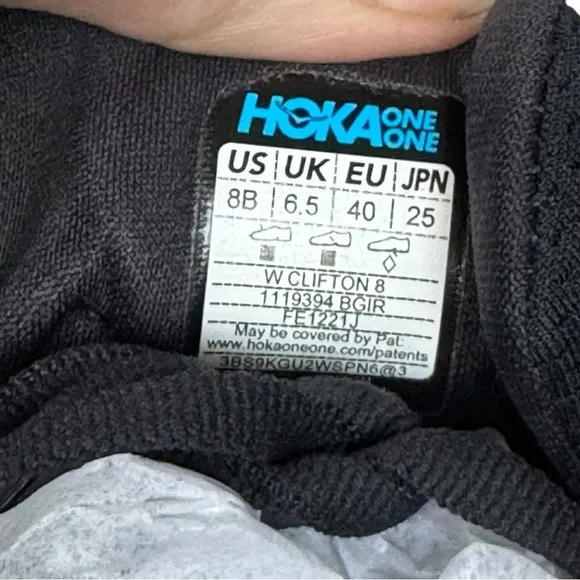 HOKA ONE ONE
US UK EU JPN
8B 6.5 40 25
W CLIFTON 8
1119394 BGIR
FE1221J
May be covered by Pat:
www.hokaoneone.com/patents
3BS9KGU2WSPN6@3